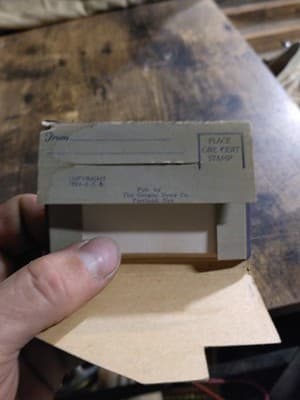 From
PLACE
ONE CENT
STAMP
COPYRIGHT
Pub. by
The Oregon News Co.
Portland Ore